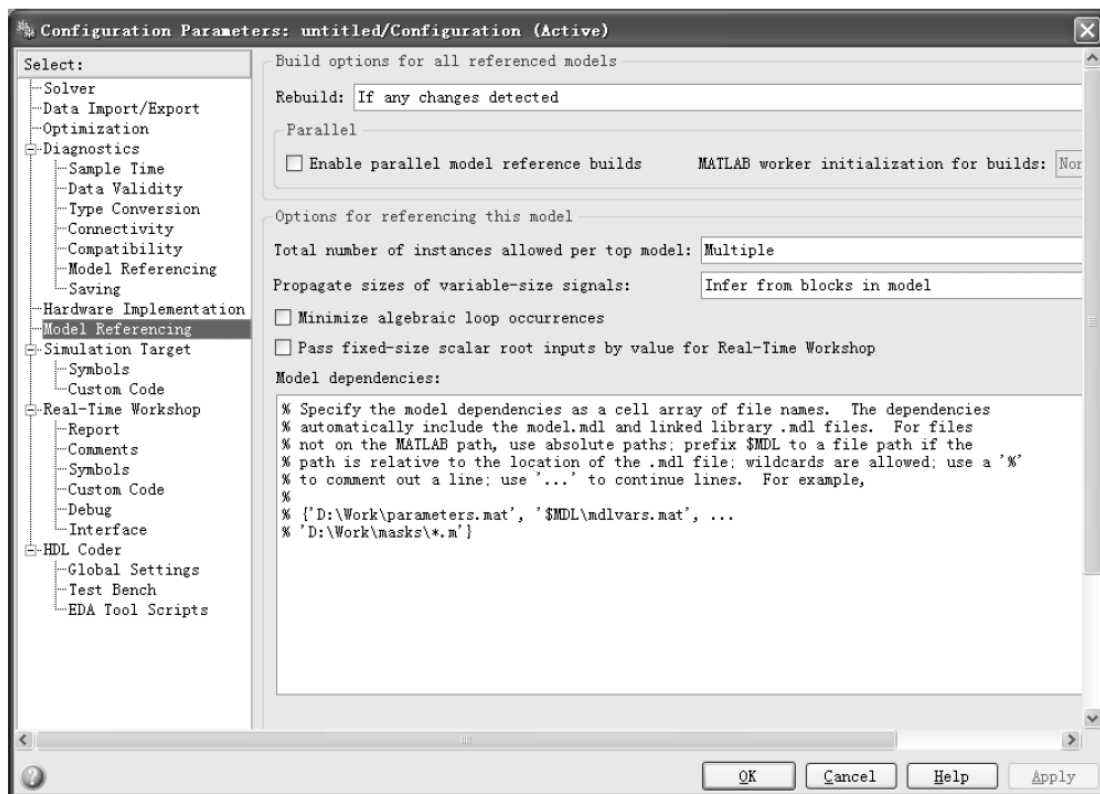 Configuration Parameters: untitled/Configuration (Active)
Select:
Solver
Data Import/Export
Optimization
Diagnostics
Sample Time
Data Validity
Type Conversion
Connectivity
Compatibility
Model Referencing
Saving
Hardware Implementation
Model Referencing
Simulation Target
Symbols
Custom Code
Real-Time Workshop
Report
Comments
Symbols
Custom Code
Debug
Interface
HDL Coder
Global Settings
Test Bench
EDA Tool Scripts
Build options for all referenced models
Rebuild: If any changes detected
Parallel
Enable parallel model reference builds MATLAB worker initialization for builds: Nor
Options for referencing this model
Total number of instances allowed per top model: Multiple
Propagate sizes of variable-size signals: Infer from blocks in model
Minimize algebraic loop occurrences
Pass fixed-size scalar root inputs by value for Real-Time Workshop
Model dependencies:
% Specify the model dependencies as a cell array of file names.  The dependencies
% automatically include the model.mdl and linked library .mdl files.  For files
% not on the MATLAB path, use absolute paths; prefix $MDL to a file path if the
% path is relative to the location of the .mdl file; wildcards are allowed; use a '%'
% to comment out a line; use '...' to continue lines.  For example,
%
% {'D:\Work\parameters.mat', '$MDL\mdlvars.mat', ...
% 'D:\Work\masks\*.m'}
OK Cancel Help Apply